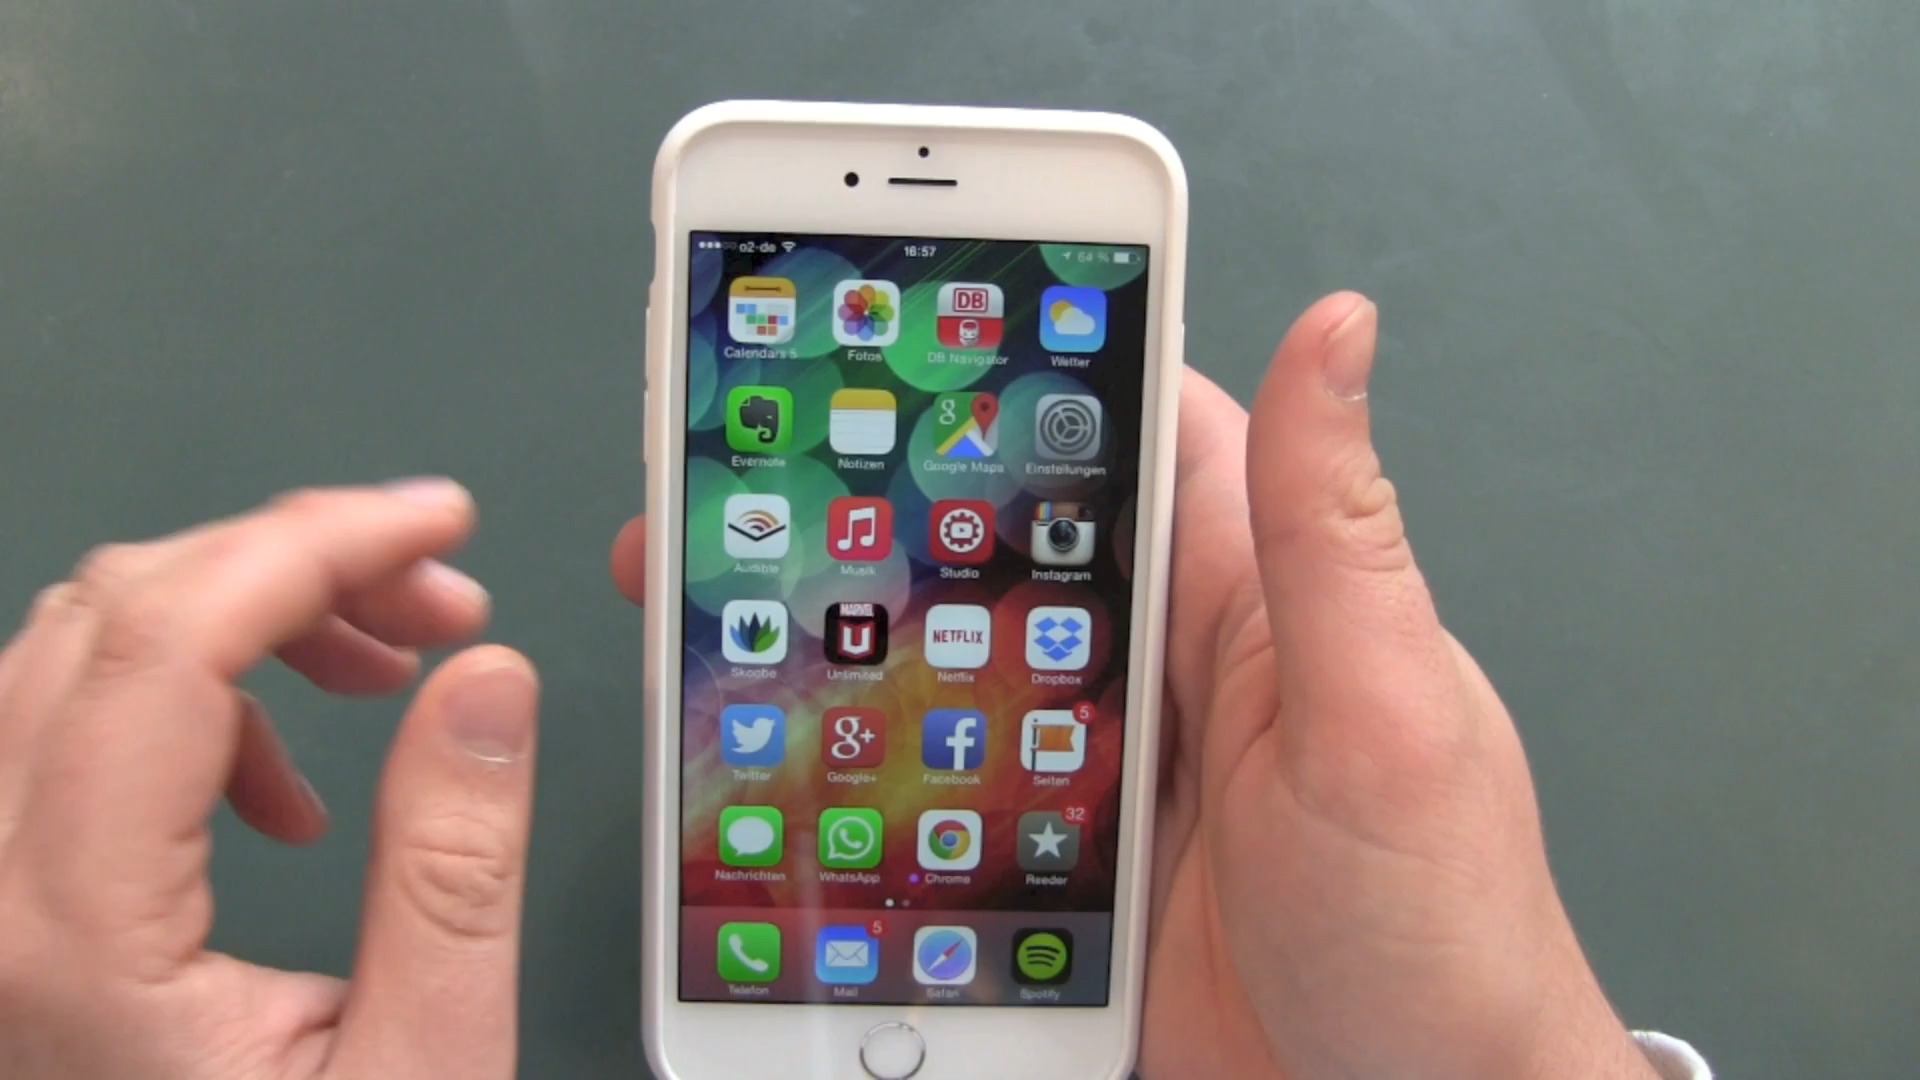 o2-de 16:57 64 %
DB
Calendars 5 Fotos DB Navigator Wetter
g
Evernote Notizen Google Maps Einstellungen
Audible Musik Studio Instagram
MARVEL
U NETFLIX
Skoobe Unlimited Netflix Dropbox
5
g+ f
Twitter Google+ Facebook Seiten
32
Nachrichten WhatsApp Chrome Reeder
5
Telefon Mail Safari Spotify